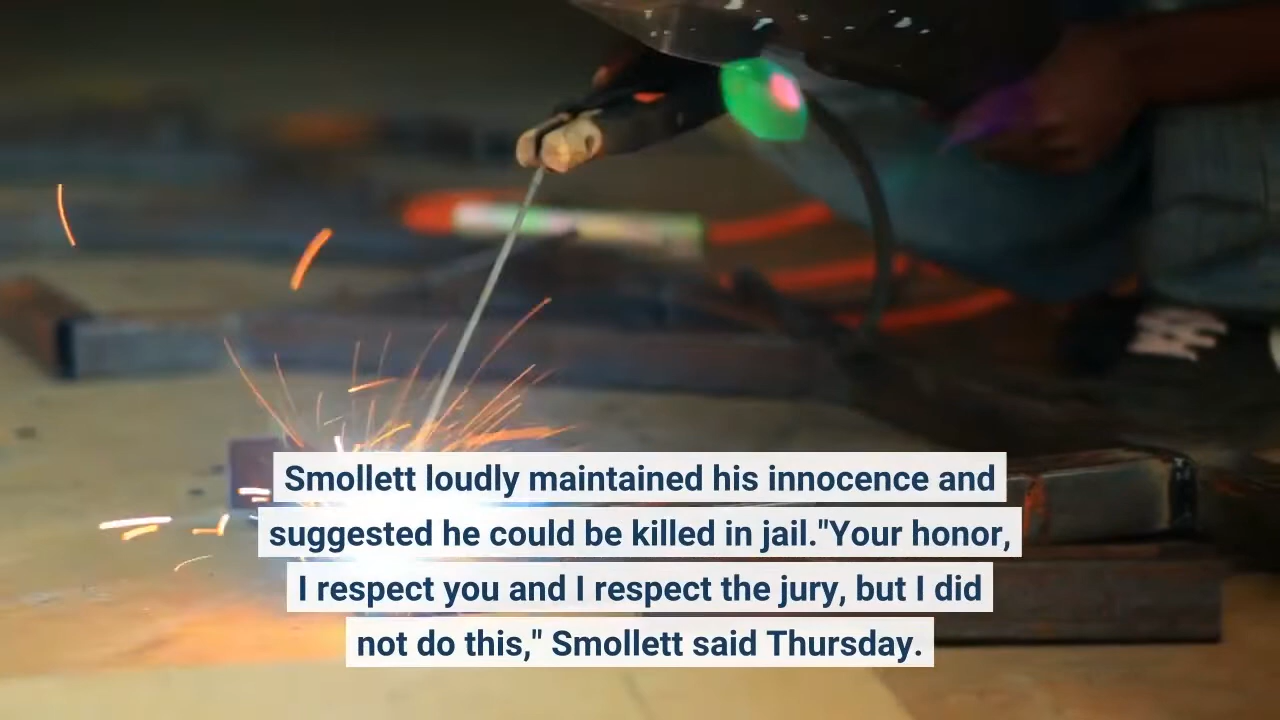 Smollett loudly maintained his innocence and
suggested he could be killed in jail."Your honor,
I respect you and I respect the jury, but I did
not do this," Smollett said Thursday.